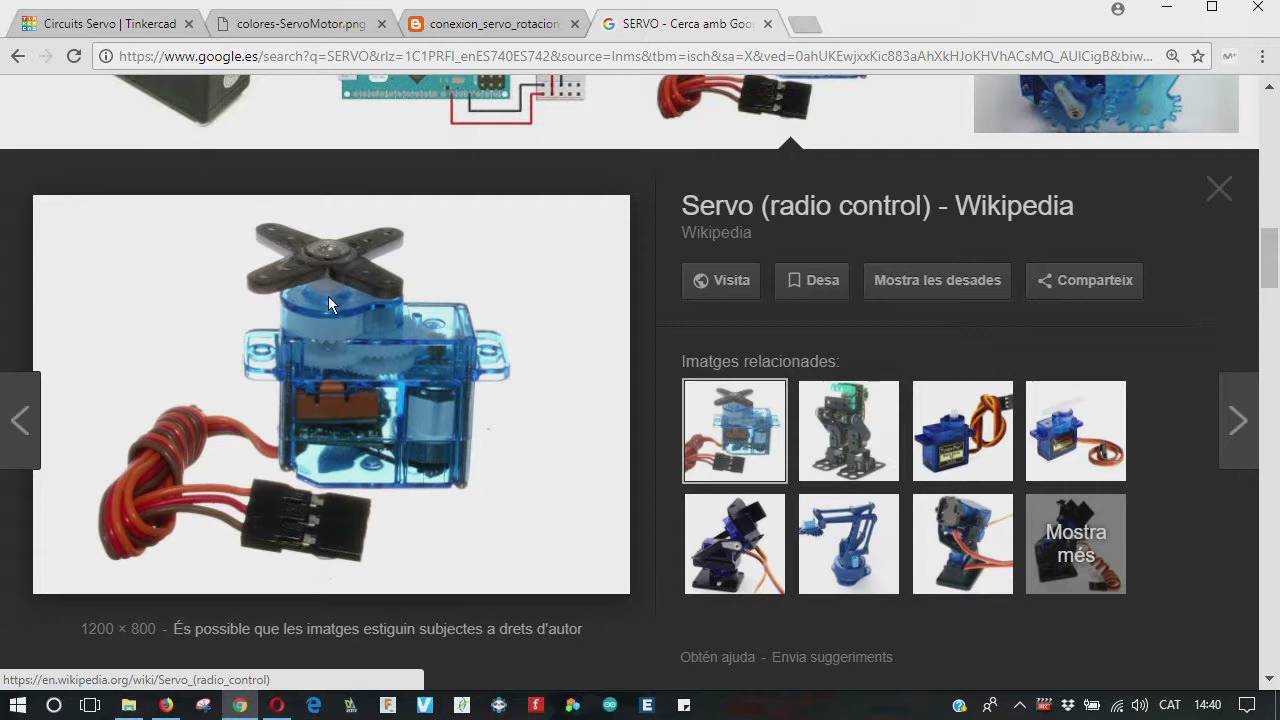 Circuits Servo | Tinkercad
colores-ServoMotor.png
conexign_servo_rotacion
SERVO - Cerca amb Goo
https://www.google.es/search?q=SERVO&rlz=1C1PRFI_enES740ES742&source=lnms&tbm=isch&sa=X&ved=0ahUKEwjxxKic883aAhXkHJoKHVhACsMQ_AUICigB&biw...
Servo (radio control) - Wikipedia
Wikipedia
Visita
Desa
Mostra les desades
Comparteix
Imatges relacionades:
Mostra
més
1200 × 800 - És possible que les imatges estiguin subjectes a drets d'autor
Obtén ajuda - Envia suggeriments
https://en.wikipedia.org/wiki/Servo_(radio_control)
CAT
14:40